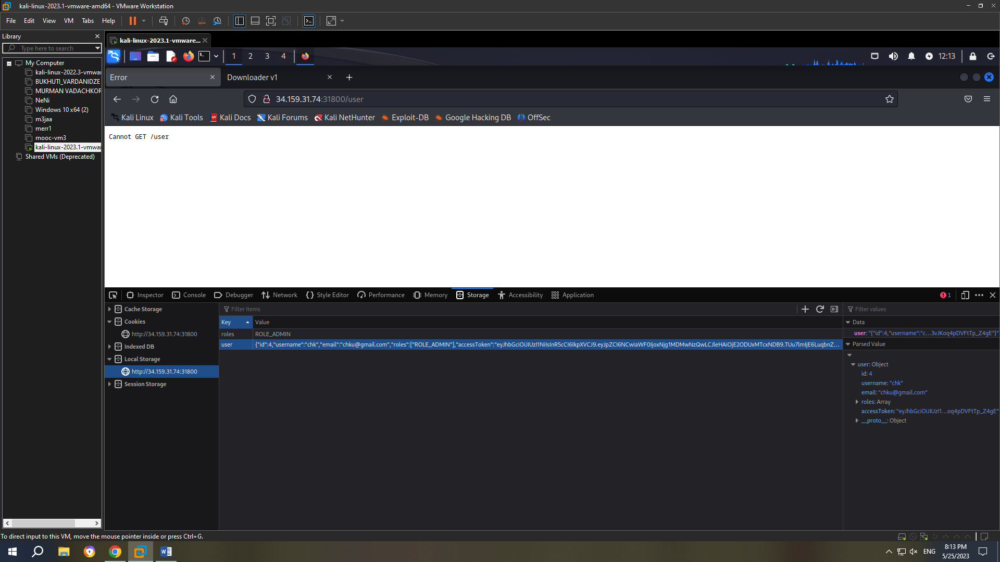 kali-linux-2023.1-vmware-amd64 - VMware Workstation
File Edit View VM Tabs Help
Library
Type here to search
My Computer
kali-linux-2022.3-vmwar
BUKHUTI_VARDANIDZE
MURMAN VADACHKOR
NeNi
Windows 10 x64 (2)
m3jaa
merr1
mooc-vm3
kali-linux-2023.1-vmwar
Shared VMs (Deprecated)
kali-linux-2023.1-vmware...
1 2 3 4
12:13
Error
Downloader v1
34.159.31.74:31800/user
Kali Linux Kali Tools Kali Docs Kali Forums Kali NetHunter Exploit-DB Google Hacking DB OffSec
Cannot GET /user
Inspector Console Debugger Network Style Editor Performance Memory Storage Accessibility Application 1
Cache Storage
Cookies
http://34.159.31.74:31800
Indexed DB
Local Storage
http://34.159.31.74:31800
Session Storage
Filter Items
Key Value
roles ROLE_ADMIN
user {"id":4,"username":"chk","email":"chku@gmail.com","roles":["ROLE_ADMIN"],"accessToken":"eyJhbGciOiJIUzI1NiIsInR5cCI6IkpXVCJ9.eyJpZCI6NCwiaWF0IjoxNjg1MDMwNzQwLCJleHAiOjE2ODUxMTcxNDB9.TUu7lmIjE6LuqbnZ...
Filter values
Data
user: "{"id":4,"username":"c...3vJKoq4pDVFtTp_Z4gE"}"
Parsed Value
user: Object
id: 4
username: "chk"
email: "chku@gmail.com"
roles: Array
accessToken: "eyJhbGciOiJIUzI1...oq4pDVFtTp_Z4gE"
__proto__: Object
To direct input to this VM, move the mouse pointer inside or press Ctrl+G.
ENG
8:13 PM
5/25/2023